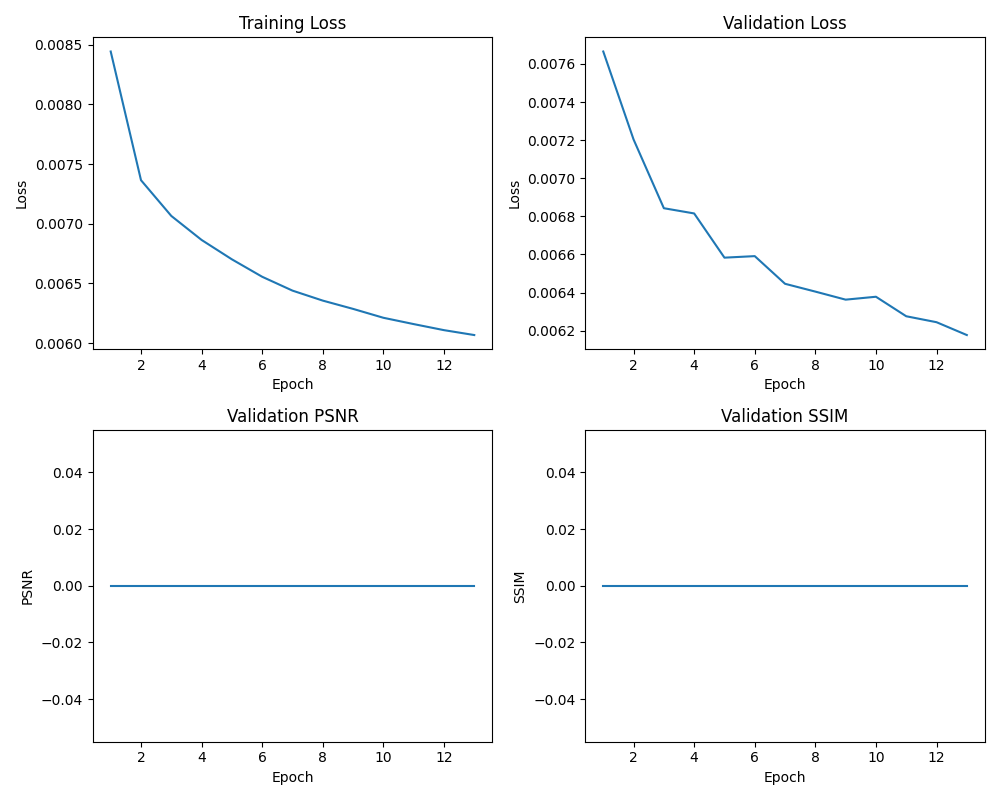 Training Loss
0.0085
0.0080
0.0075
0.0070
0.0065
0.0060
Loss
2 4 6 8 10 12
Epoch
Validation Loss
0.0076
0.0074
0.0072
0.0070
0.0068
0.0066
0.0064
0.0062
Loss
2 4 6 8 10 12
Epoch
Validation PSNR
0.04
0.02
0.00
−0.02
−0.04
PSNR
2 4 6 8 10 12
Epoch
Validation SSIM
0.04
0.02
0.00
−0.02
−0.04
SSIM
2 4 6 8 10 12
Epoch